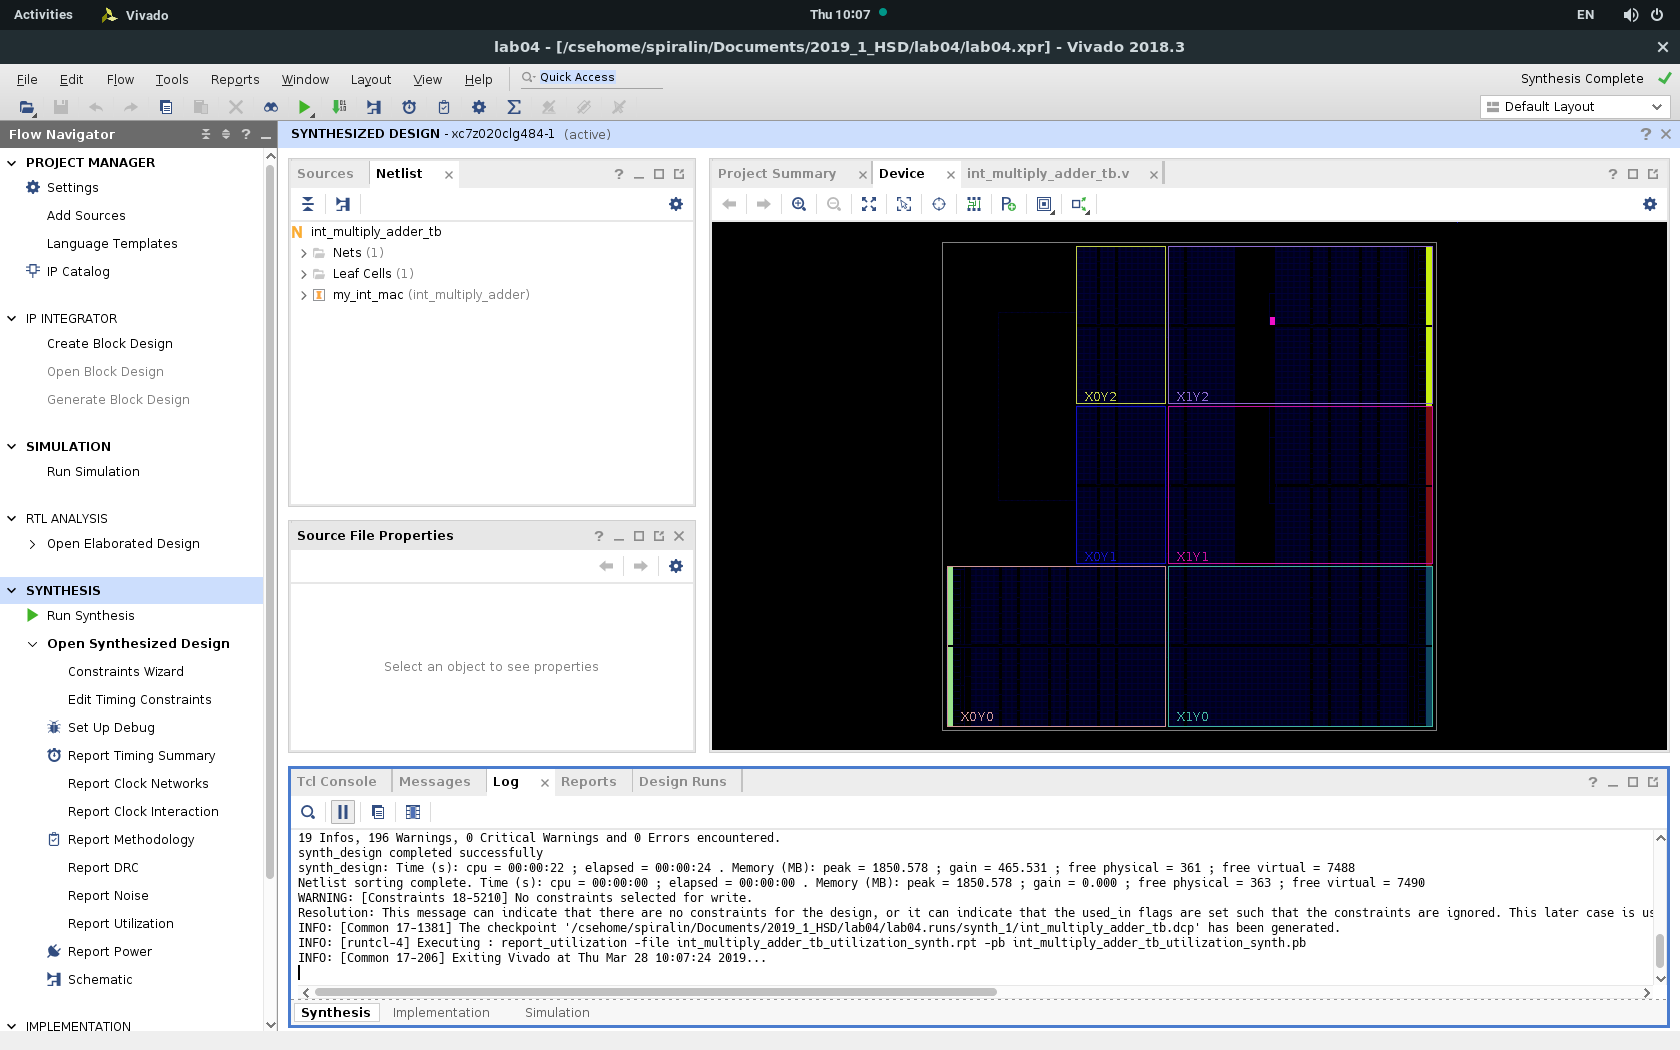 Activities Vivado Thu 10:07 EN
lab04 - [/csehome/spiralin/Documents/2019_1_HSD/lab04/lab04.xpr] - Vivado 2018.3
File Edit Flow Tools Reports Window Layout View Help Quick Access Synthesis Complete
Default Layout
Flow Navigator
SYNTHESIZED DESIGN - xc7z020clg484-1 (active)
PROJECT MANAGER
Settings
Add Sources
Language Templates
IP Catalog
IP INTEGRATOR
Create Block Design
Open Block Design
Generate Block Design
SIMULATION
Run Simulation
RTL ANALYSIS
Open Elaborated Design
SYNTHESIS
Run Synthesis
Open Synthesized Design
Constraints Wizard
Edit Timing Constraints
Set Up Debug
Report Timing Summary
Report Clock Networks
Report Clock Interaction
Report Methodology
Report DRC
Report Noise
Report Utilization
Report Power
Schematic
IMPLEMENTATION
Sources Netlist
int_multiply_adder_tb
Nets (1)
Leaf Cells (1)
my_int_mac (int_multiply_adder)
Source File Properties
Select an object to see properties
Project Summary Device int_multiply_adder_tb.v
X0Y2 X1Y2
X0Y1 X1Y1
X0Y0 X1Y0
Tcl Console Messages Log Reports Design Runs
19 Infos, 196 Warnings, 0 Critical Warnings and 0 Errors encountered.
synth_design completed successfully
synth_design: Time (s): cpu = 00:00:22 ; elapsed = 00:00:24 . Memory (MB): peak = 1850.578 ; gain = 465.531 ; free physical = 361 ; free virtual = 7488
Netlist sorting complete. Time (s): cpu = 00:00:00 ; elapsed = 00:00:00 . Memory (MB): peak = 1850.578 ; gain = 0.000 ; free physical = 363 ; free virtual = 7490
WARNING: [Constraints 18-5210] No constraints selected for write.
Resolution: This message can indicate that there are no constraints for the design, or it can indicate that the used_in flags are set such that the constraints are ignored. This later case is us
INFO: [Common 17-1381] The checkpoint '/csehome/spiralin/Documents/2019_1_HSD/lab04/lab04.runs/synth_1/int_multiply_adder_tb.dcp' has been generated.
INFO: [runtcl-4] Executing : report_utilization -file int_multiply_adder_tb_utilization_synth.rpt -pb int_multiply_adder_tb_utilization_synth.pb
INFO: [Common 17-206] Exiting Vivado at Thu Mar 28 10:07:24 2019...
Synthesis Implementation Simulation